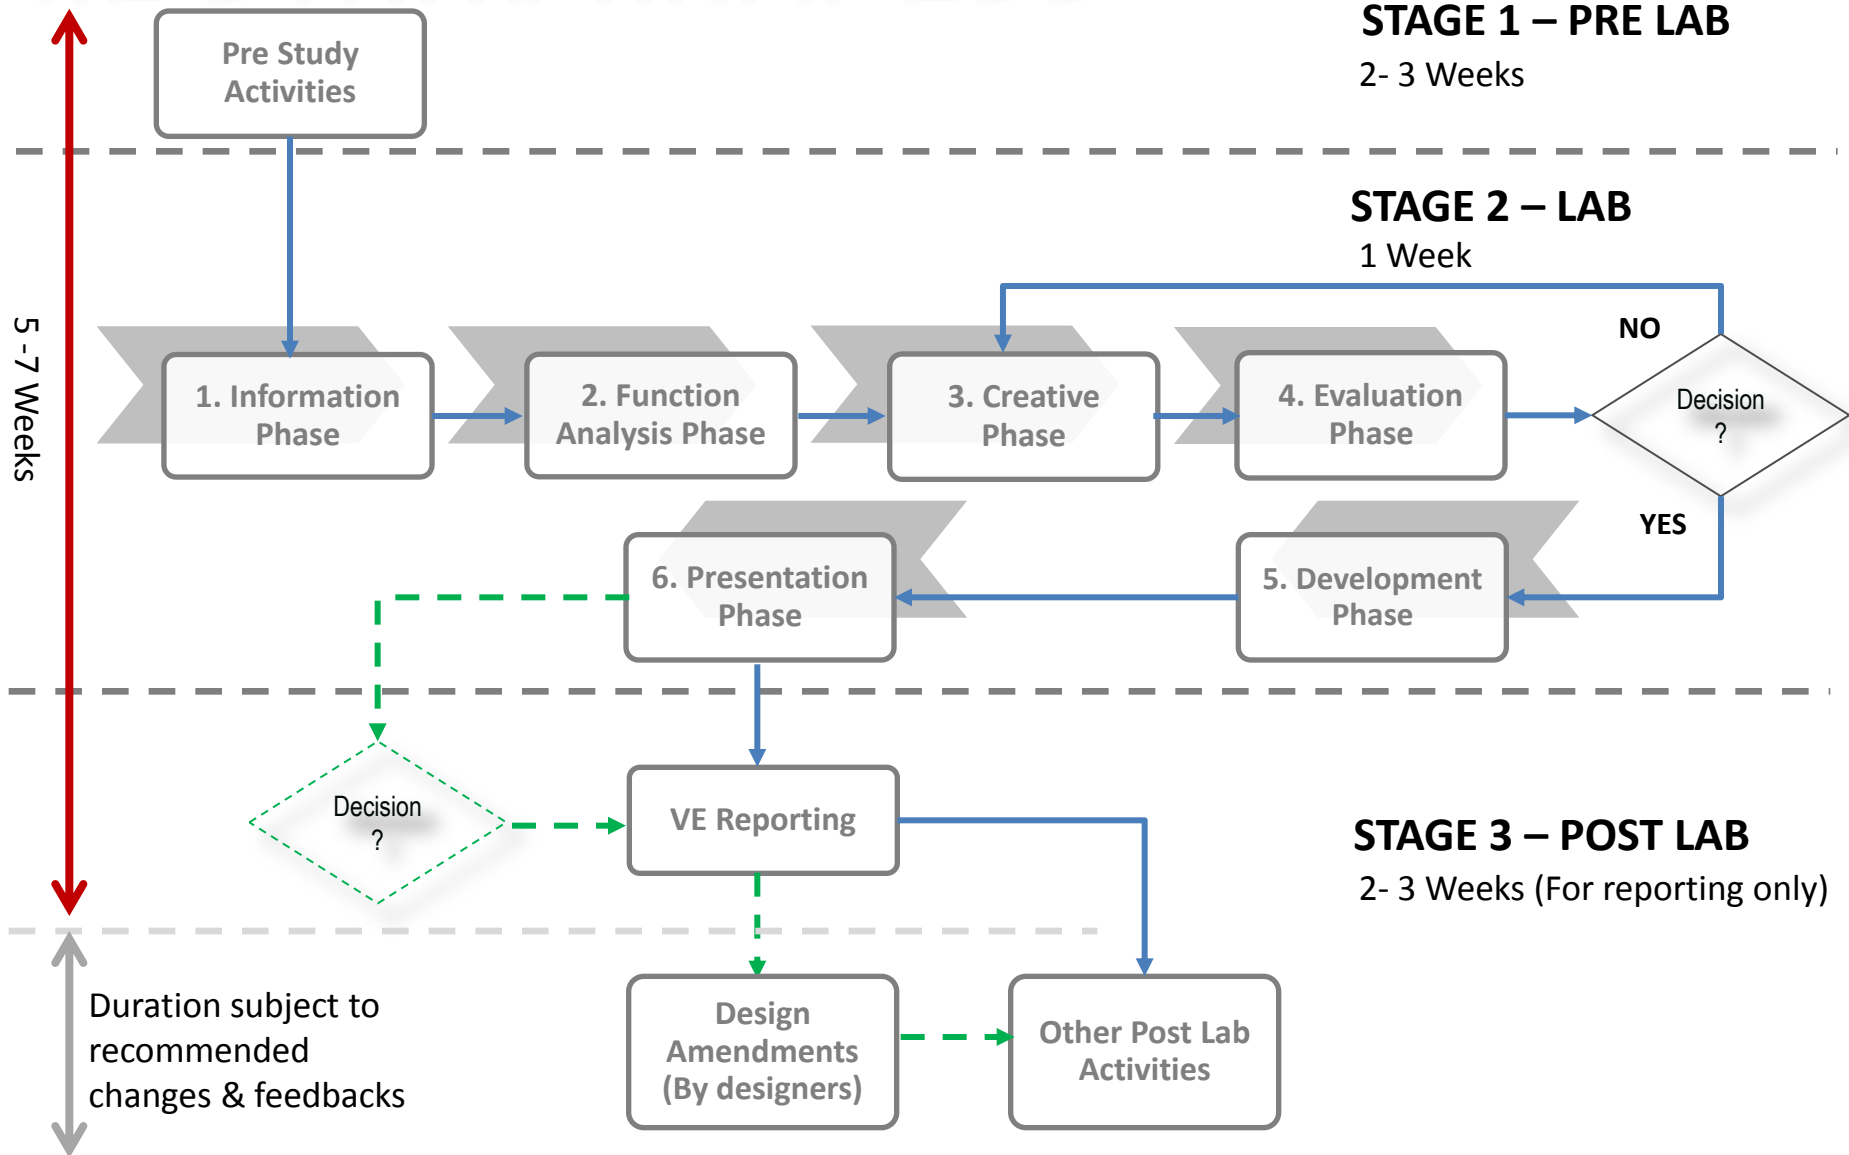 STAGE 1 – PRE LAB
2- 3 Weeks
Pre Study
Activities
STAGE 2 – LAB
1 Week
5 -7 Weeks
NO
1. Information
Phase
2. Function
Analysis Phase
3. Creative
Phase
4. Evaluation
Phase
Decision
?
YES
6. Presentation
Phase
5. Development
Phase
Decision
?
VE Reporting
STAGE 3 – POST LAB
2- 3 Weeks (For reporting only)
Duration subject to
recommended
changes & feedbacks
Design
Amendments
(By designers)
Other Post Lab
Activities